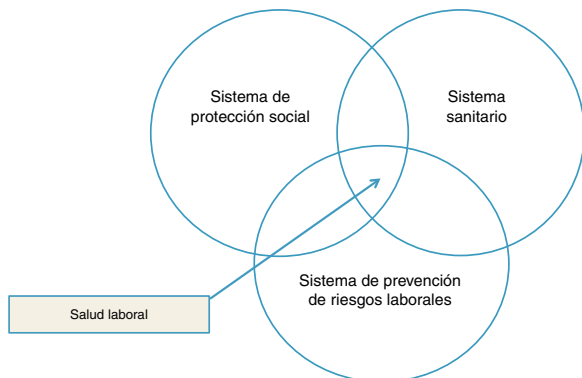 Sistema de
protección social
Sistema
sanitario
Sistema de prevención
de riesgos laborales
Salud laboral